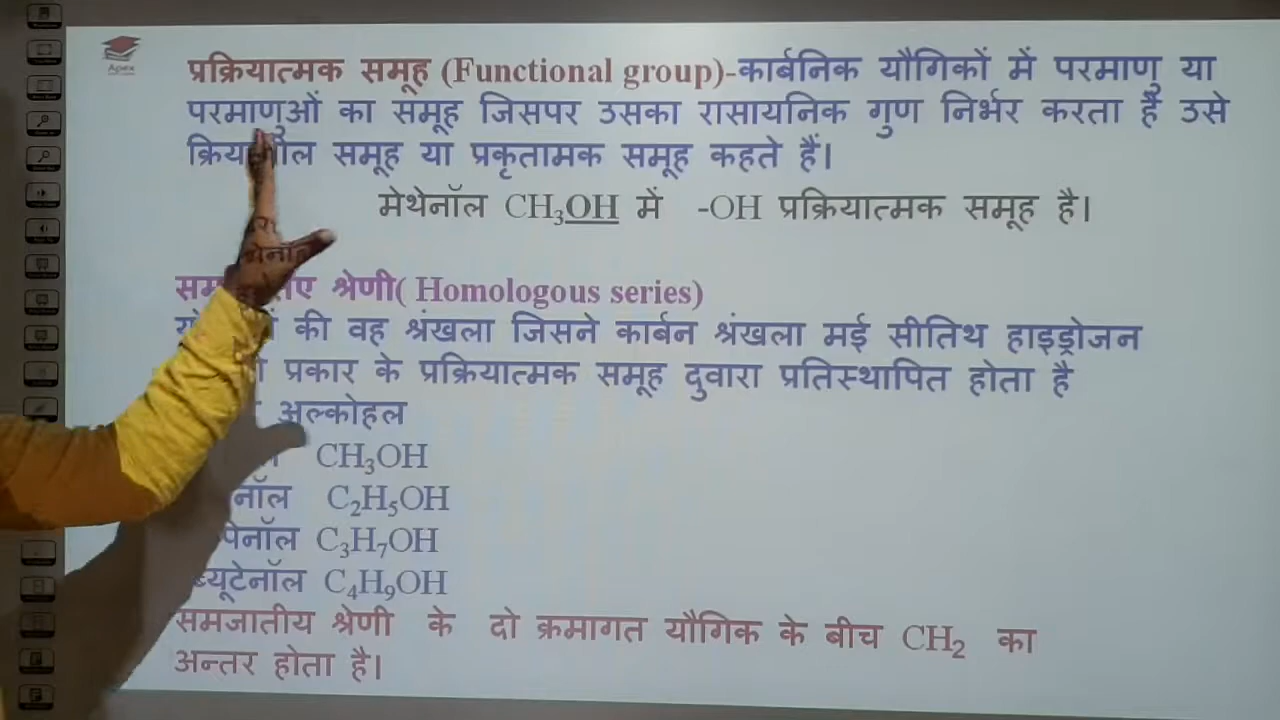 Apex
प्रक्रियात्मक समूह (Functional group)-कार्बनिक यौगिकों में परमाणु या
परमाणुओं का समूह जिसपर उसका रासायनिक गुण निर्भर करता है उसे
समूह या प्रकृतामक समूह कहते हैं।
मेथेनॉल CH₃OH में -OH प्रक्रियात्मक समूह है।
श्रेणी( Homologous series)
की वह श्रंखला जिसने कार्बन श्रंखला मई सीतिथ हाइड्रोजन
प्रकार के प्रक्रियात्मक समूह दुवारा प्रतिस्थापित होता है
अल्कोहल
CH₃OH
C₂H₅OH
C₃H₇OH
ब्यूटेनॉल C₄H₉OH
समजातीय श्रेणी के दो क्रमागत यौगिक के बीच CH₂ का
अन्तर होता है।